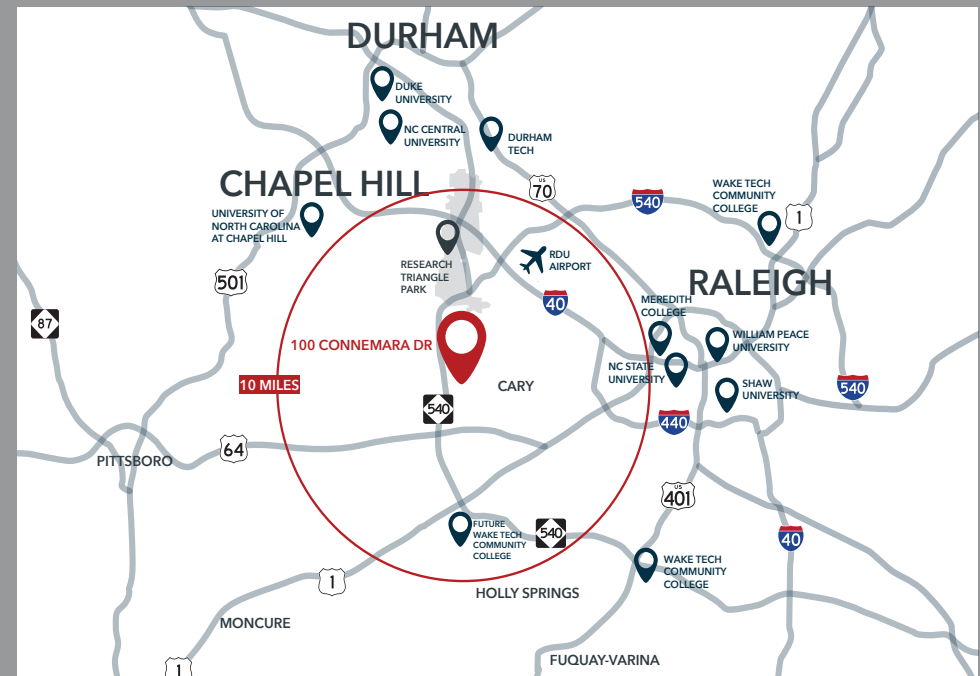 DURHAM
DUKE
UNIVERSITY
NC CENTRAL
UNIVERSITY
DURHAM
TECH
CHAPEL HILL
US
70
540
WAKE TECH
COMMUNITY
COLLEGE
1
UNIVERSITY OF
NORTH CAROLINA
AT CHAPEL HILL
RESEARCH
TRIANGLE
PARK
RDU
AIRPORT
501
RALEIGH
40
MEREDITH
COLLEGE
87
100 CONNEMARA DR
WILLIAM PEACE
UNIVERSITY
NC STATE
UNIVERSITY
10 MILES
CARY
SHAW
UNIVERSITY
540
540
440
64
PITTSBORO
US
401
FUTURE
WAKE TECH
COMMUNITY
COLLEGE
540
40
1
WAKE TECH
COMMUNITY
COLLEGE
HOLLY SPRINGS
MONCURE
FUQUAY-VARINA
1